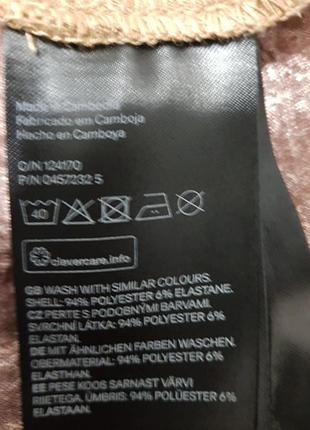 Made in Cambodia
Fabricado em Camboja
Hecho en Camboya
O/N 124170
P/N 0457232 S
40
clevercare.info
GB WASH WITH SIMILAR COLOURS.
SHELL: 94% POLYESTER 6% ELASTANE.
CZ PERTE S PODOBNÝMI BARVAMI.
SVRCHNÍ LÁTKA: 94% POLYESTER 6%
ELASTAN.
DE MIT ÄHNLICHEN FARBEN WASCHEN.
OBERMATERIAL: 94% POLYESTER 6%
ELASTHAN.
EE PESE KOOS SARNAST VÄRVI
RIIETEGA. ÜMBRIS: 94% POLÜESTER 6%
ELASTAAN.